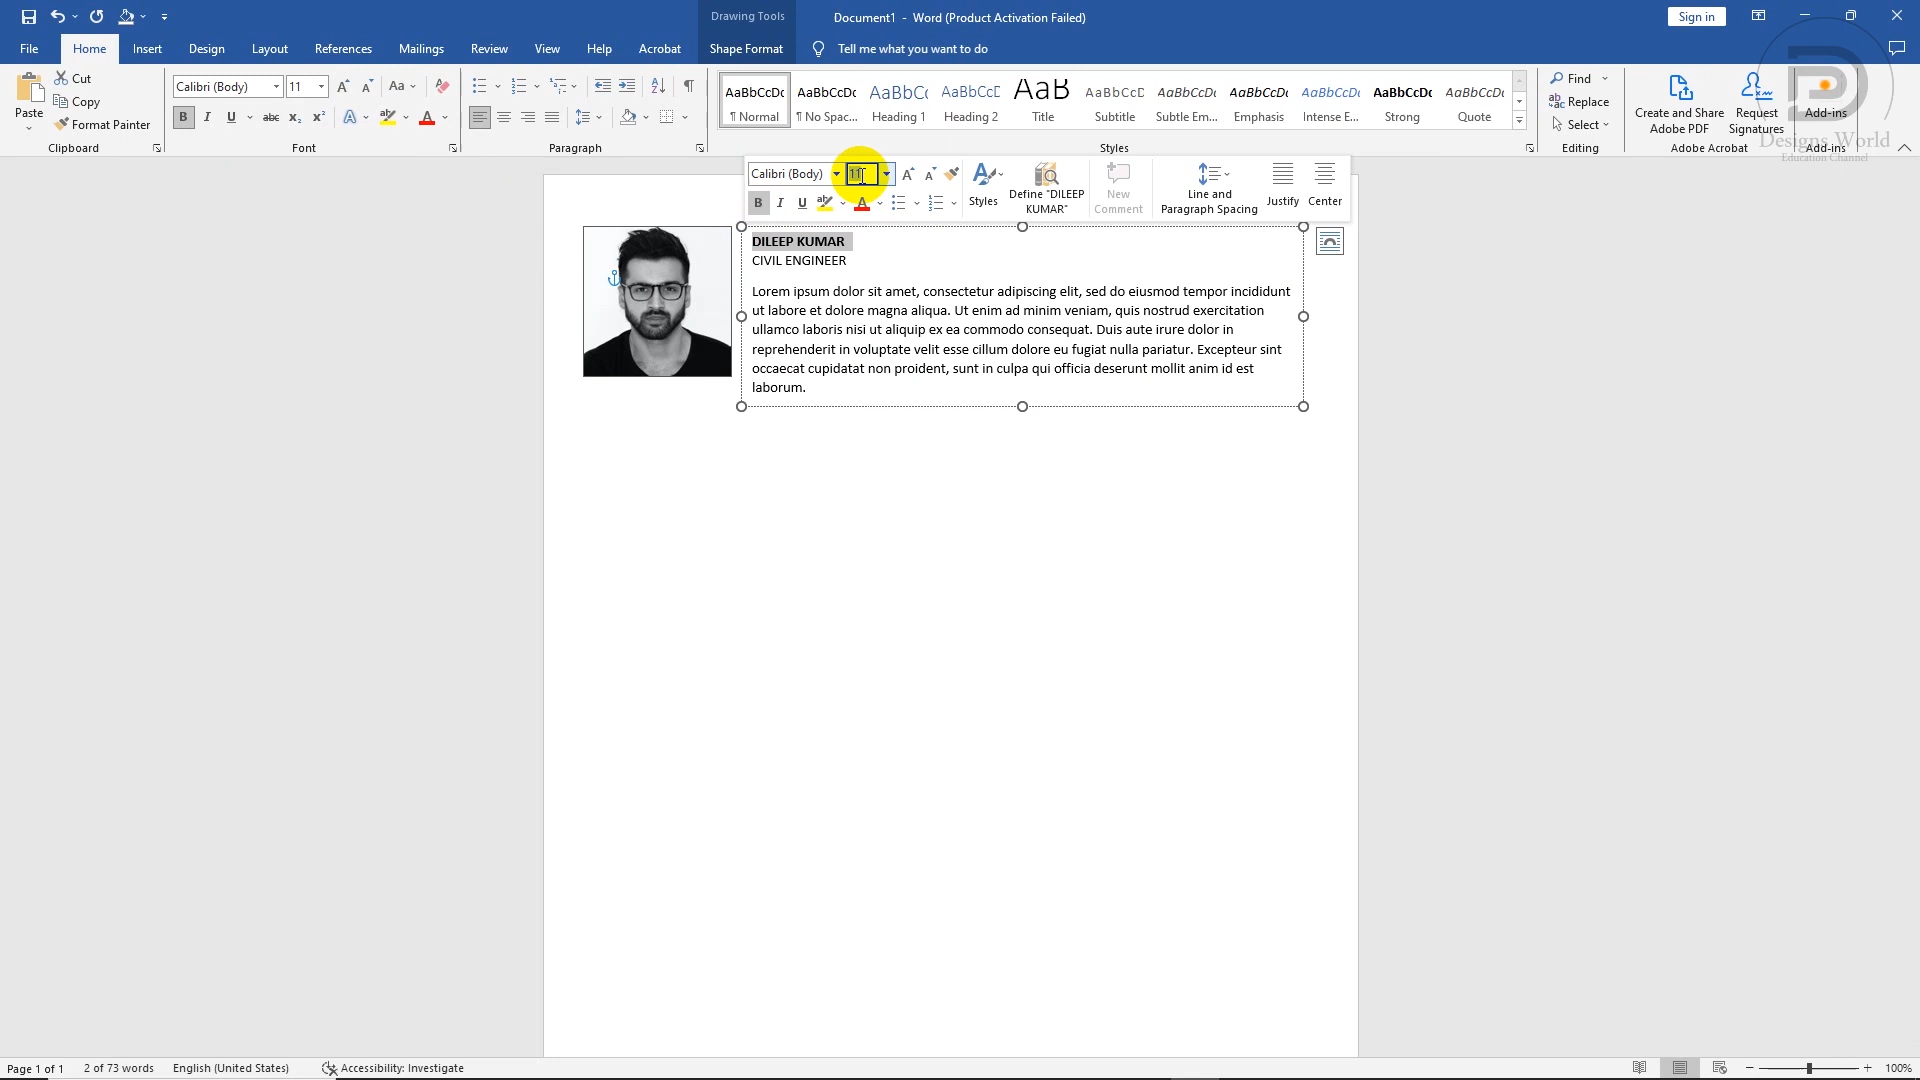 Drawing Tools
Document1 - Word (Product Activation Failed)
Sign in
File Home Insert Design Layout References Mailings Review View Help Acrobat Shape Format Tell me what you want to do
Paste
Cut
Copy
Format Painter
Clipboard
Calibri (Body) 11
Font
Paragraph
AaBbCcDc
¶ Normal
AaBbCcDc
¶ No Spac...
AaBbC
Heading 1
AaBbCcD
Heading 2
AaB
Title
AaBbCcD
Subtitle
AaBbCcDc
Subtle Em...
AaBbCcDc
Emphasis
AaBbCcDc
Intense E...
AaBbCcDc
Strong
AaBbCcDc
Quote
Styles
Find
Replace
Select
Editing
Create and Share
Adobe PDF
Request
Signatures
Adobe Acrobat
Add-ins
Add-ins
Designs World
Education Channel
Calibri (Body) 11
Styles
Define "DILEEP
KUMAR"
New
Comment
Line and
Paragraph Spacing
Justify
Center
DILEEP KUMAR
CIVIL ENGINEER
Lorem ipsum dolor sit amet, consectetur adipiscing elit, sed do eiusmod tempor incididunt
ut labore et dolore magna aliqua. Ut enim ad minim veniam, quis nostrud exercitation
ullamco laboris nisi ut aliquip ex ea commodo consequat. Duis aute irure dolor in
reprehenderit in voluptate velit esse cillum dolore eu fugiat nulla pariatur. Excepteur sint
occaecat cupidatat non proident, sunt in culpa qui officia deserunt mollit anim id est
laborum.
Page 1 of 1 2 of 73 words English (United States) Accessibility: Investigate 100%